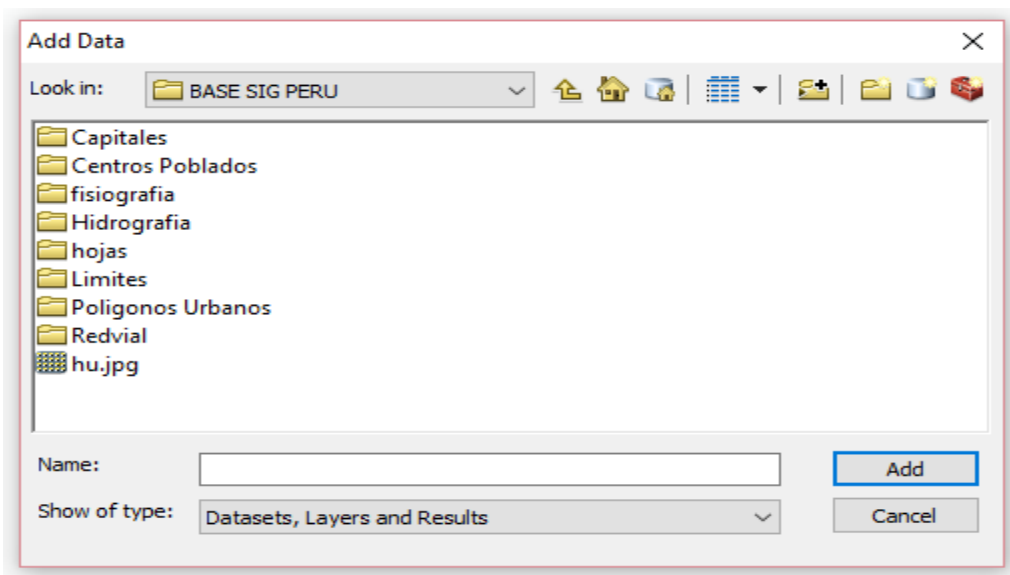 Add Data
Look in: BASE SIG PERU
Capitales
Centros Poblados
fisiografia
Hidrografia
hojas
Limites
Poligonos Urbanos
Redvial
hu.jpg
Name: Add
Show of type: Datasets, Layers and Results Cancel